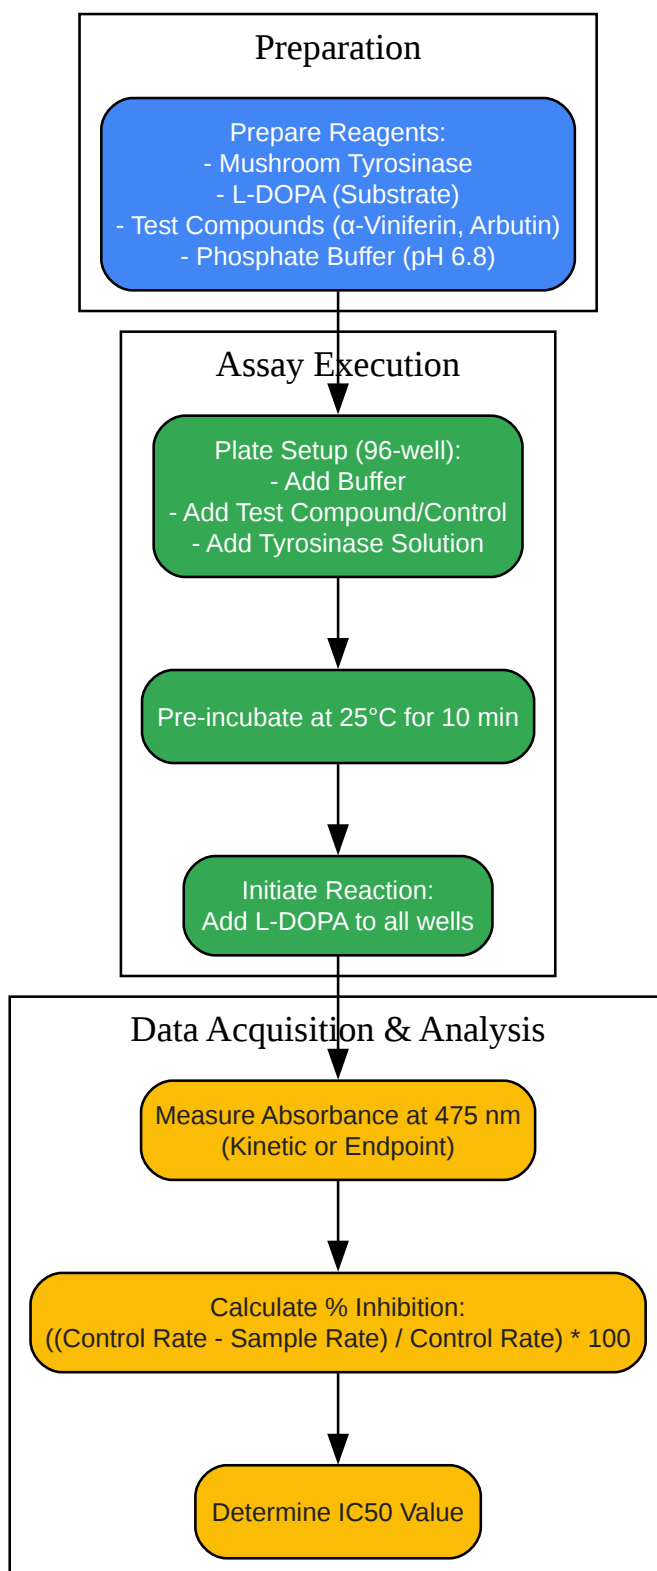 Preparation
Prepare Reagents:
- Mushroom Tyrosinase
- L-DOPA (Substrate)
- Test Compounds (α-Viniferin, Arbutin)
- Phosphate Buffer (pH 6.8)
Assay Execution
Plate Setup (96-well):
- Add Buffer
- Add Test Compound/Control
- Add Tyrosinase Solution
Pre-incubate at 25°C for 10 min
Initiate Reaction:
Add L-DOPA to all wells
Data Acquisition & Analysis
Measure Absorbance at 475 nm
(Kinetic or Endpoint)
Calculate % Inhibition:
((Control Rate - Sample Rate) / Control Rate) * 100
Determine IC50 Value